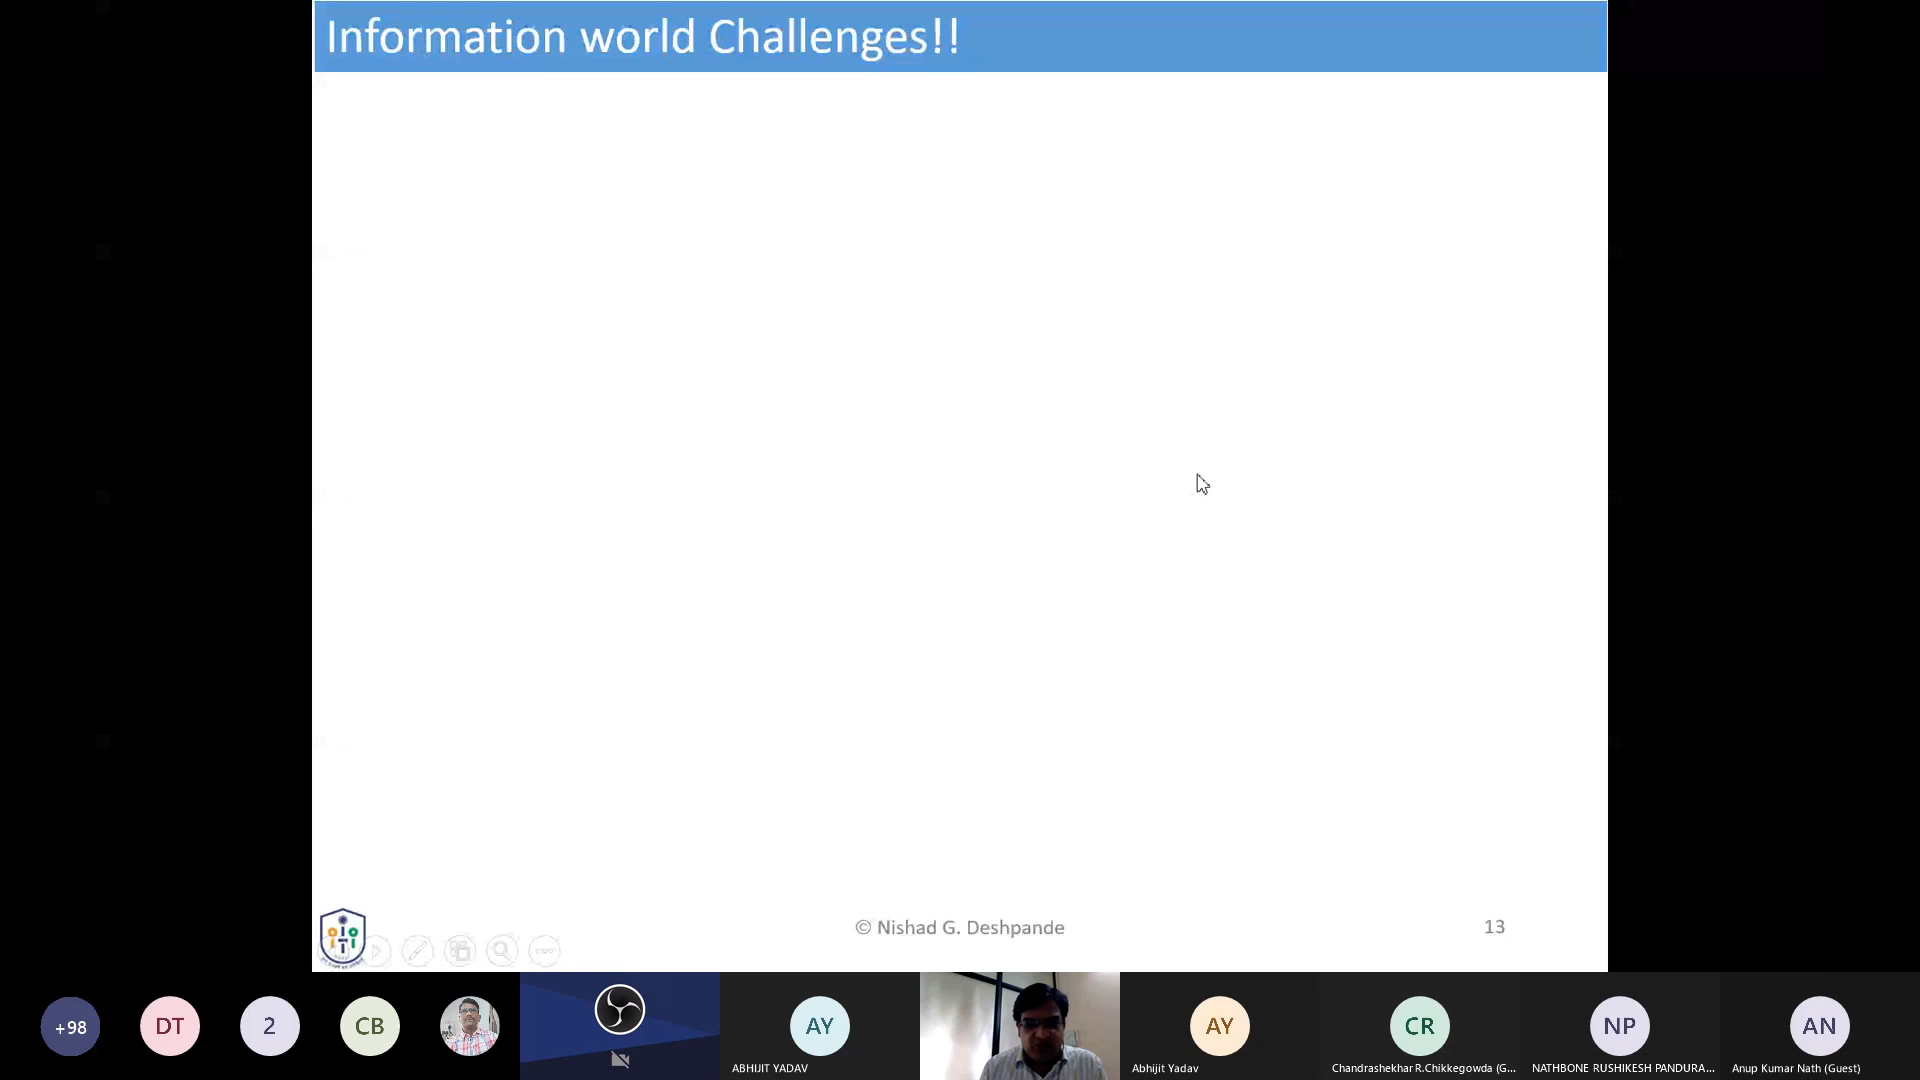 Information world Challenges!!
© Nishad G. Deshpande
13
+98
DT
2
CB
AY
ABHIJIT YADAV
AY
Abhijit Yadav
CR
Chandrashekhar R.Chikkegowda (G...
NP
NATHBONE RUSHIKESH PANDURA...
AN
Anup Kumar Nath (Guest)